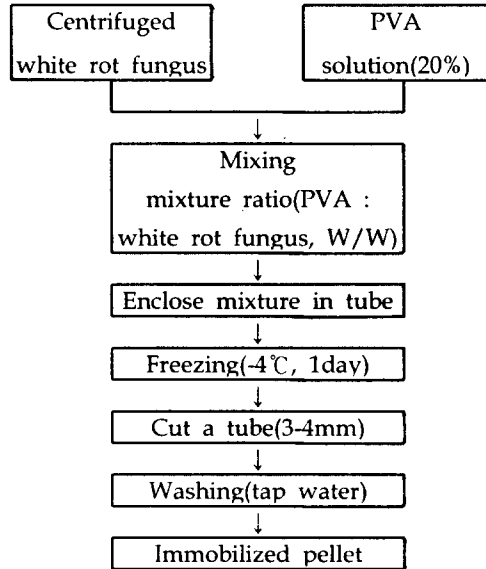 Centrifuged
white rot fungus
PVA
solution(20%)
Mixing
mixture ratio(PVA :
white rot fungus, W/W)
Enclose mixture in tube
Freezing(-4℃, 1day)
Cut a tube(3-4mm)
Washing(tap water)
Immobilized pellet